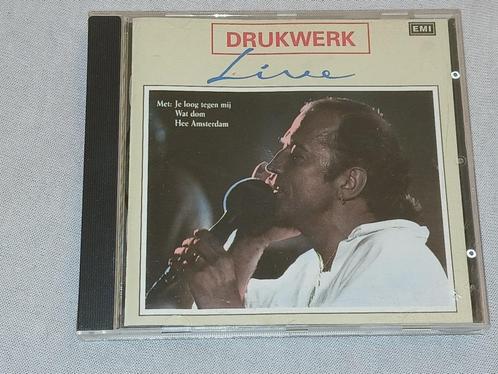 DRUKWERK
EMI
Live
Met: Je loog tegen mij
Wat dom
Hee Amsterdam